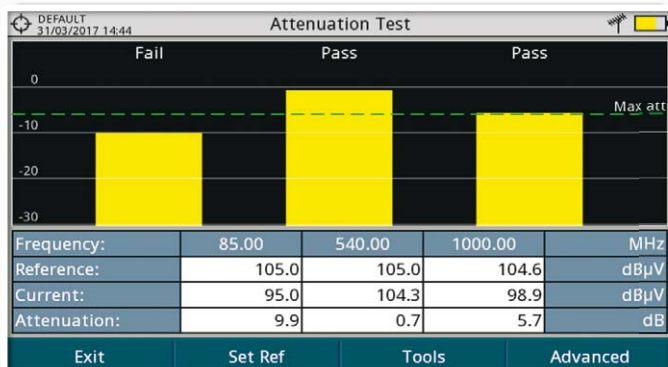 DEFAULT
31/03/2017 14:44
Attenuation Test
Fail Pass Pass
0
Max att
-10
-20
-30
Frequency: 85.00 540.00 1000.00 MHz
Reference: 105.0 105.0 104.6 dBµV
Current: 95.0 104.3 98.9 dBµV
Attenuation: 9.9 0.7 5.7 dB
Exit Set Ref Tools Advanced